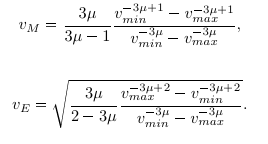 v_M = \frac{3\mu}{3\mu - 1} \frac{v_{min}^{-3\mu+1} - v_{max}^{-3\mu+1}}{v_{min}^{-3\mu} - v_{max}^{-3\mu}},
v_E = \sqrt{\frac{3\mu}{2 - 3\mu} \frac{v_{max}^{-3\mu+2} - v_{min}^{-3\mu+2}}{v_{min}^{-3\mu} - v_{max}^{-3\mu}}}.